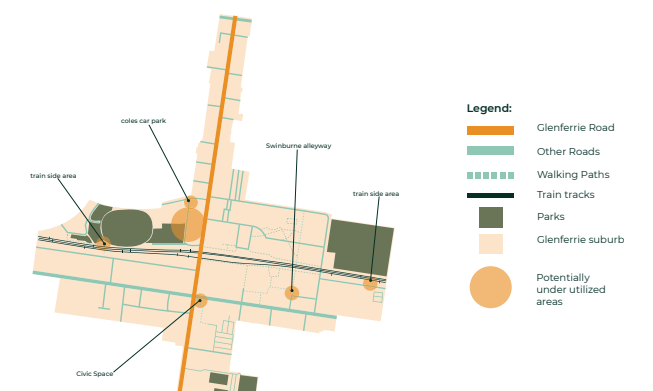 coles car park
Swinburne alleyway
train side area
train side area
Civic Space
Legend:
Glenferrie Road
Other Roads
Walking Paths
Train tracks
Parks
Glenferrie suburb
Potentially
under utilized
areas